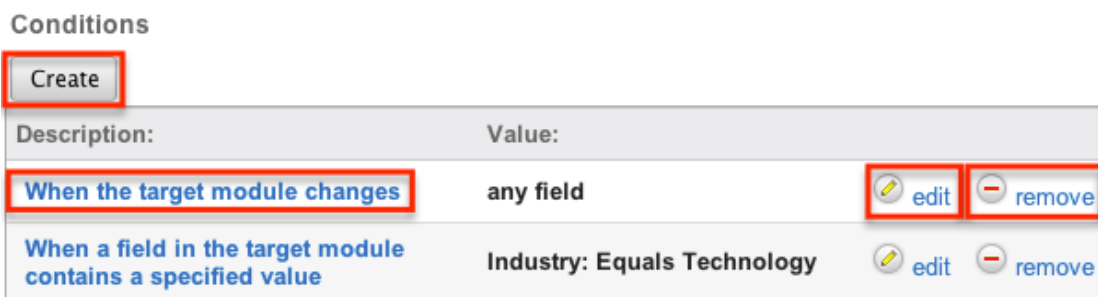 Conditions
Create
Description: Value:
When the target module changes any field edit remove
When a field in the target module
contains a specified value Industry: Equals Technology edit remove